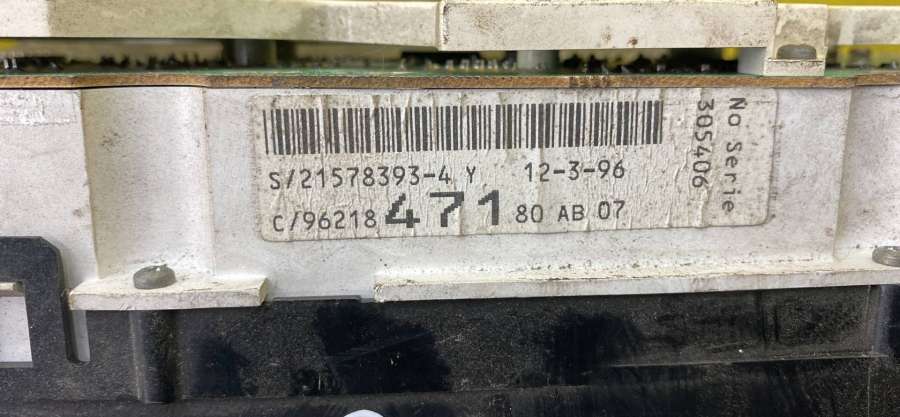 S/21578393-4 Y 12-3-96
C/96218 471 80 AB 07
No Serie
305406